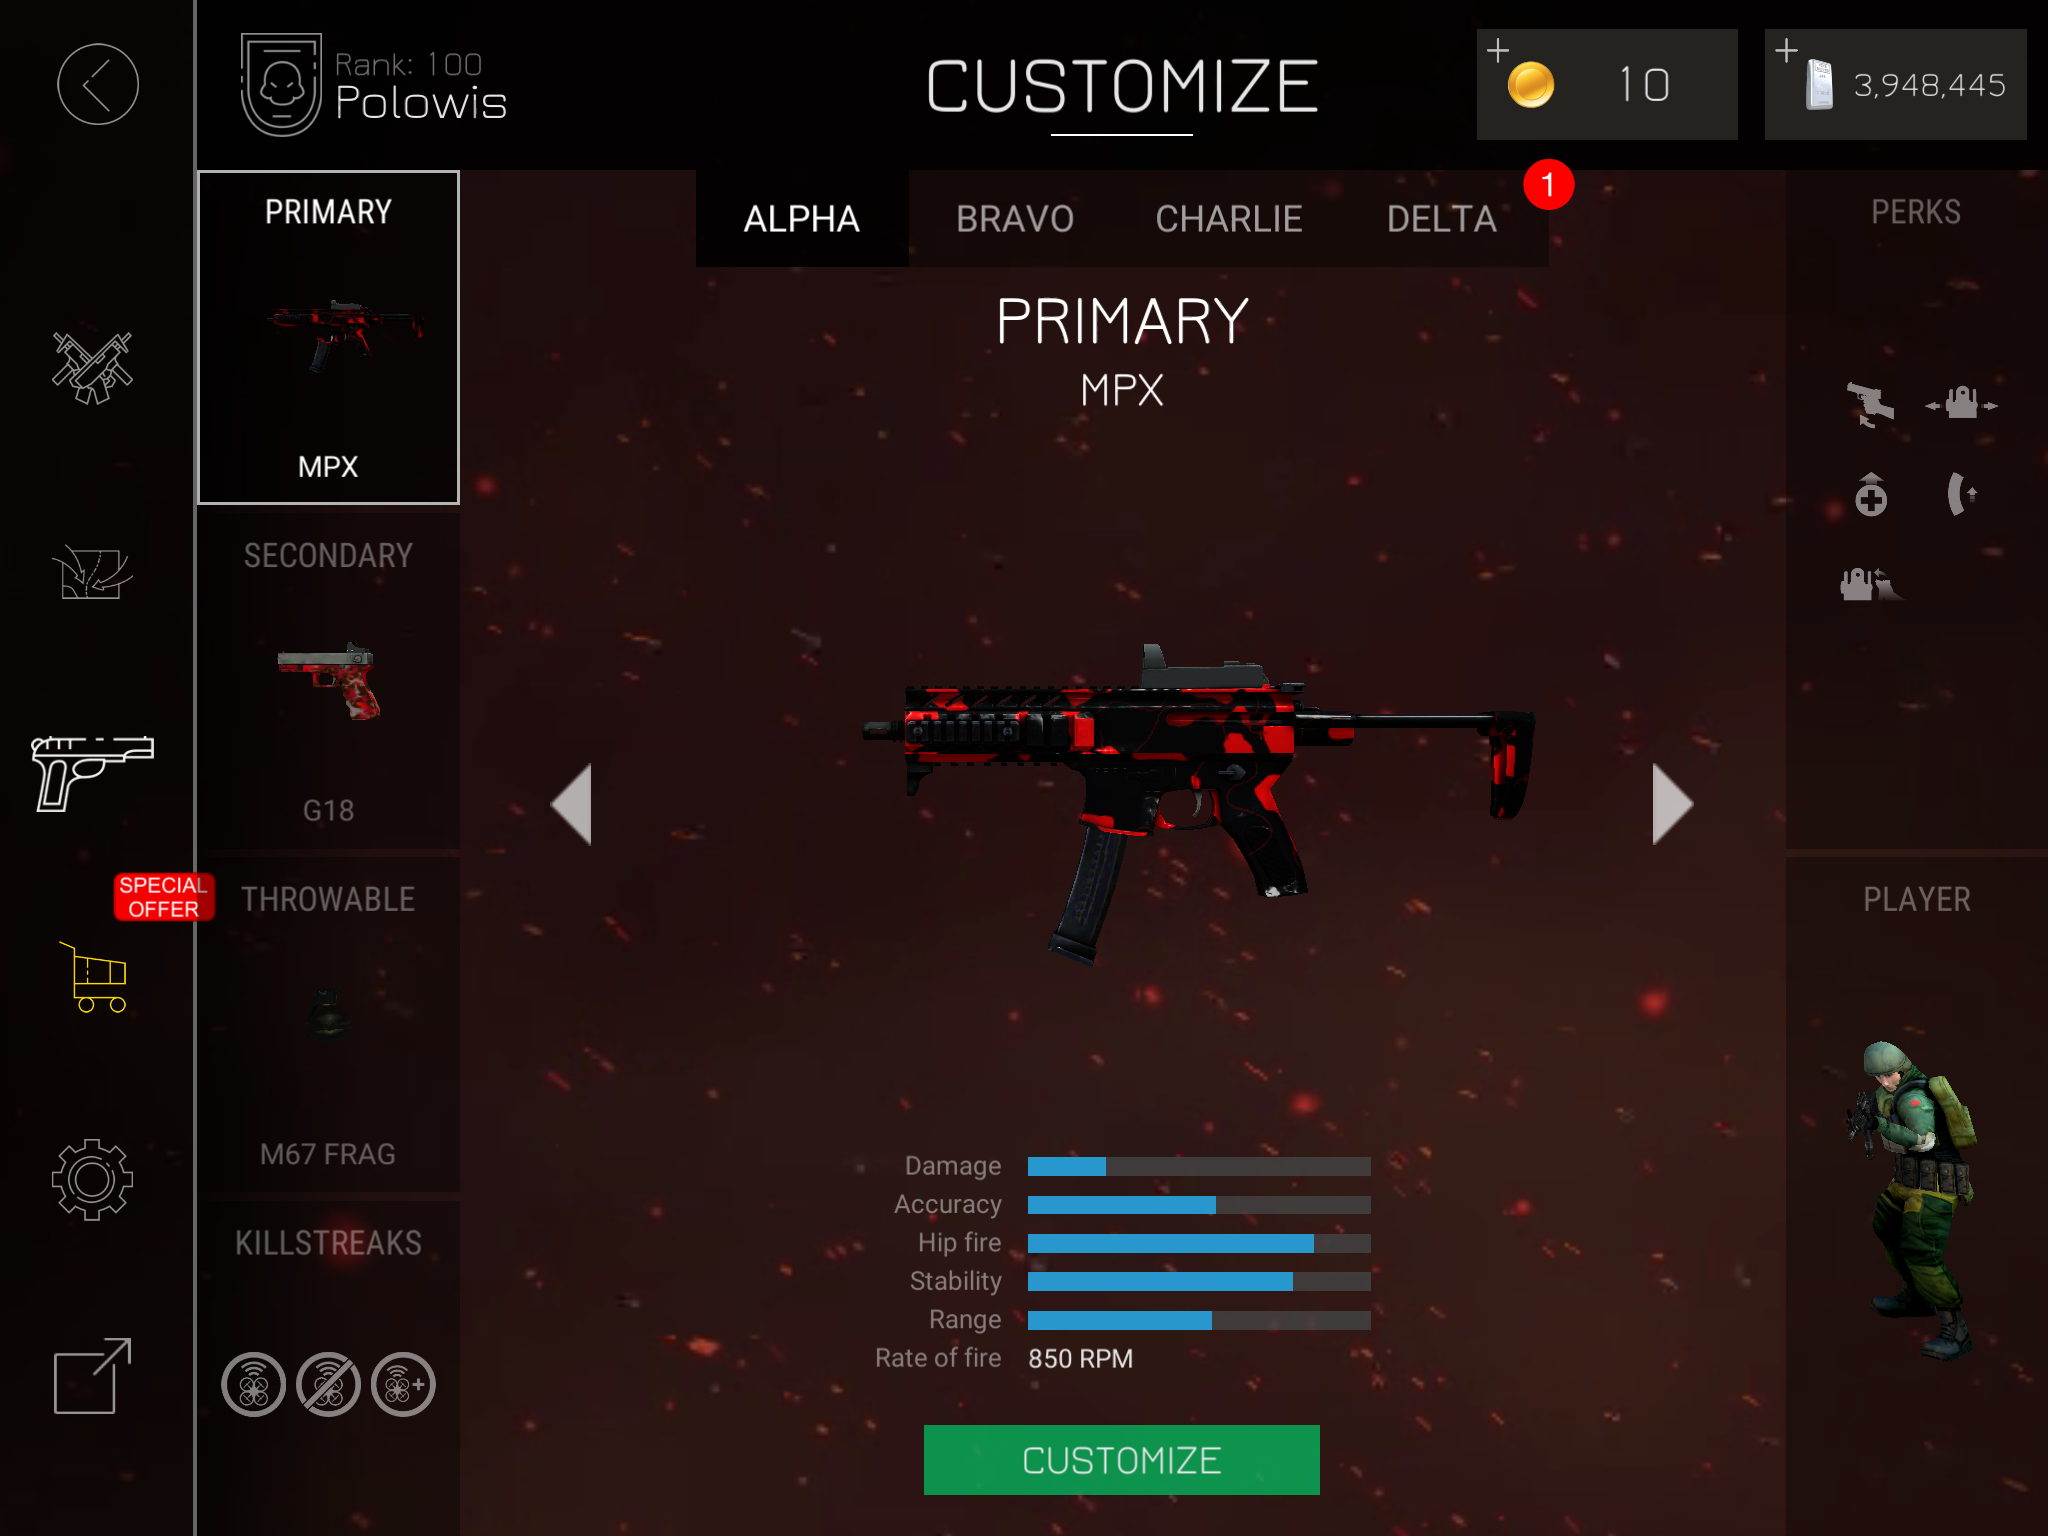 Rank: 100
Polowis
CUSTOMIZE
10
3,948,445
PRIMARY
MPX
SECONDARY
G18
SPECIAL
OFFER
THROWABLE
M67 FRAG
KILLSTREAKS
ALPHA
BRAVO
CHARLIE
DELTA
1
PRIMARY
MPX
Damage
Accuracy
Hip fire
Stability
Range
Rate of fire 850 RPM
CUSTOMIZE
PERKS
PLAYER